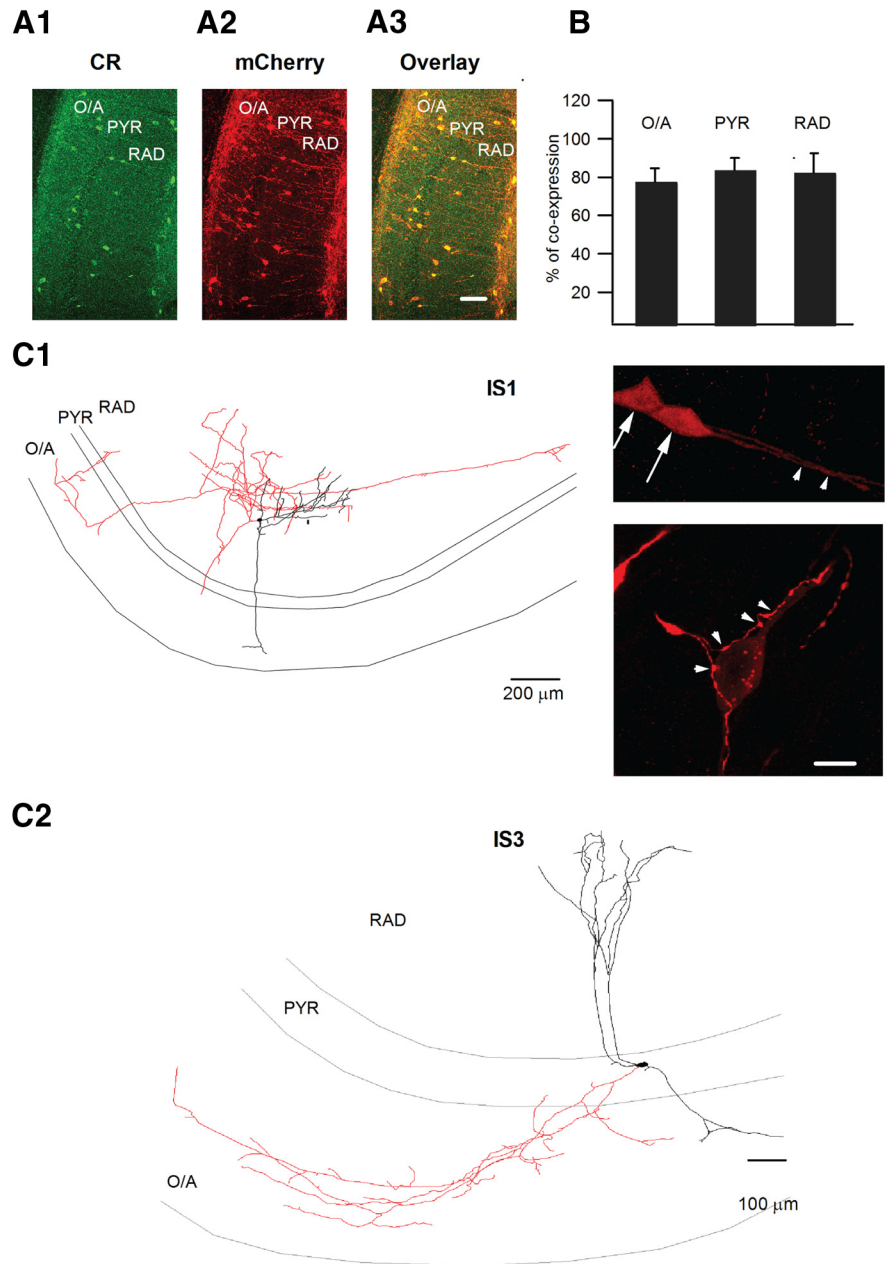 A1 A2 A3 B
CR mCherry Overlay
O/A
PYR
RAD
O/A
PYR
RAD
O/A
PYR
RAD
% of co-expression
120
100
80
60
40
20
O/A PYR RAD
C1
IS1
O/A
PYR
RAD
200 μm
C2
IS3
RAD
PYR
O/A
100 μm